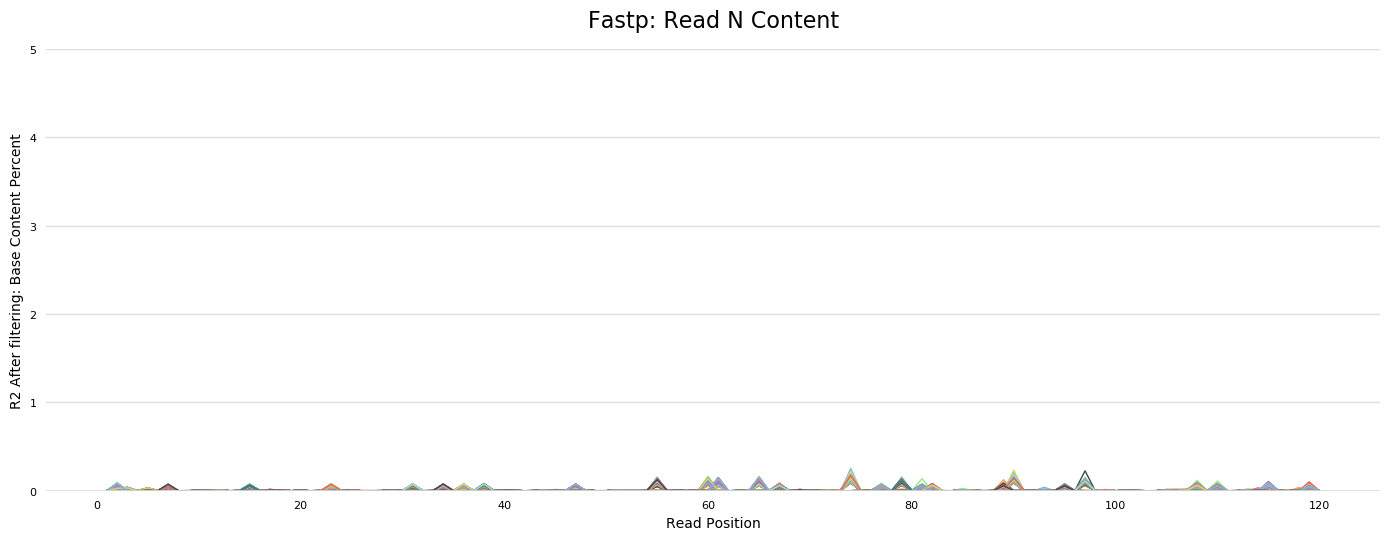 Fastp: Read N Content
R2 After filtering: Base Content Percent
5
4
3
2
1
0
0 20 40 60 80 100 120
Read Position